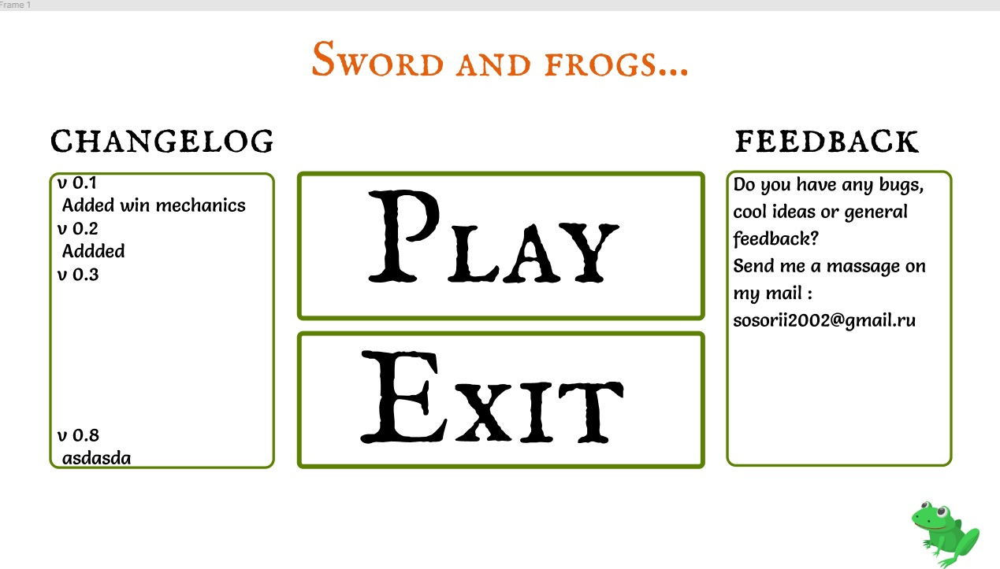 Frame 1
Sword and frogs...
CHANGELOG
v 0.1
Added win mechanics
v 0.2
Addded
v 0.3
v 0.8
asdasda
Play
Exit
FEEDBACK
Do you have any bugs,
cool ideas or general
feedback?
Send me a massage on
my mail :
sosorii2002@gmail.ru